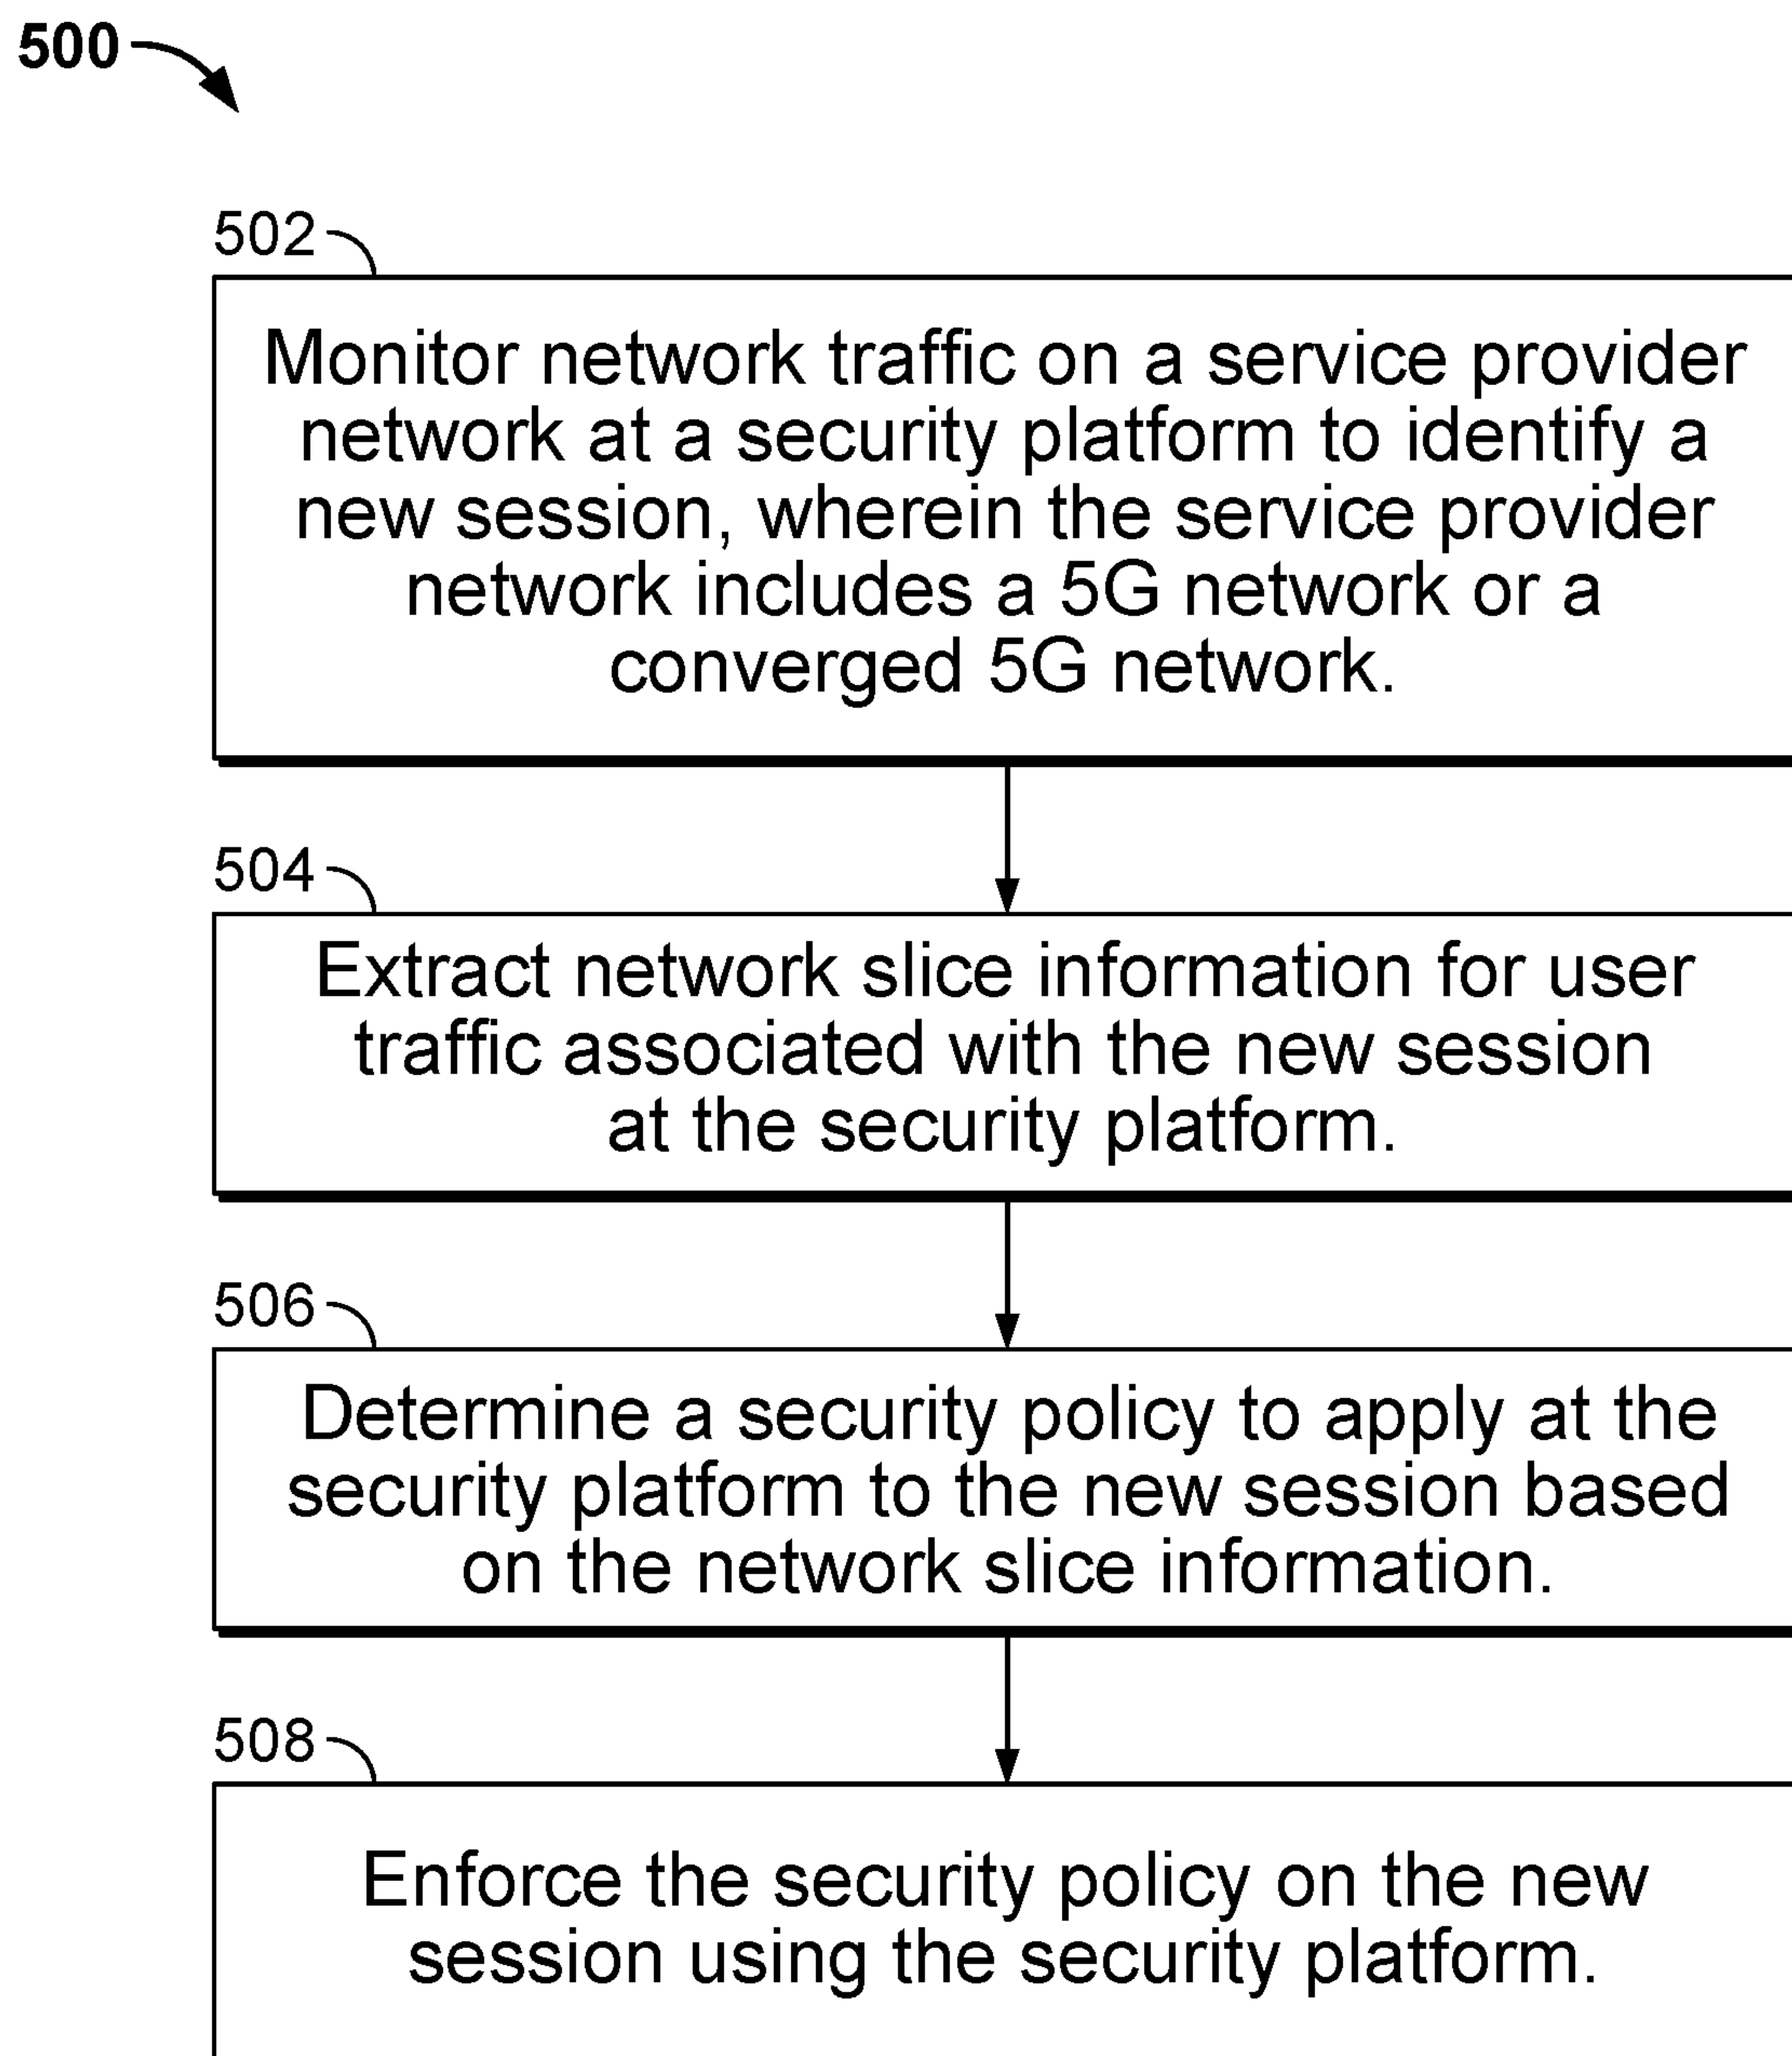 500
502
Monitor network traffic on a service provider
network at a security platform to identify a
new session, wherein the service provider
network includes a 5G network or a
converged 5G network.
504
Extract network slice information for user
traffic associated with the new session
at the security platform.
506
Determine a security policy to apply at the
security platform to the new session based
on the network slice information.
508
Enforce the security policy on the new
session using the security platform.